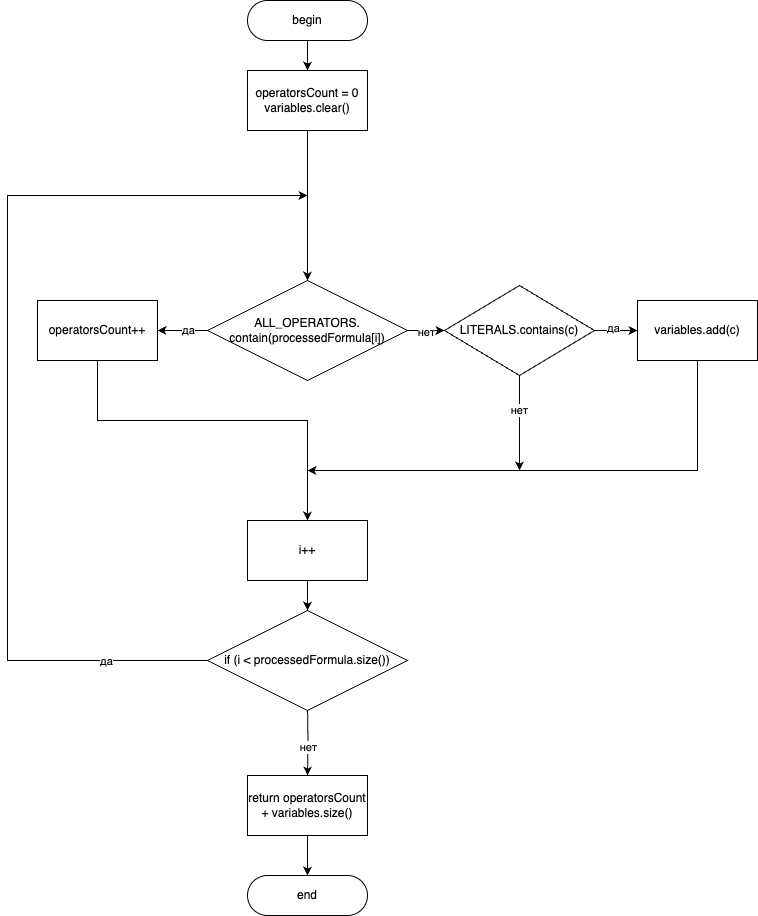 begin
operatorsCount = 0
variables.clear()
ALL_OPERATORS.
contain(processedFormula[i])
да
operatorsCount++
нет
LITERALS.contains(c)
да
variables.add(c)
нет
i++
if (i < processedFormula.size())
да
нет
return operatorsCount
+ variables.size()
end